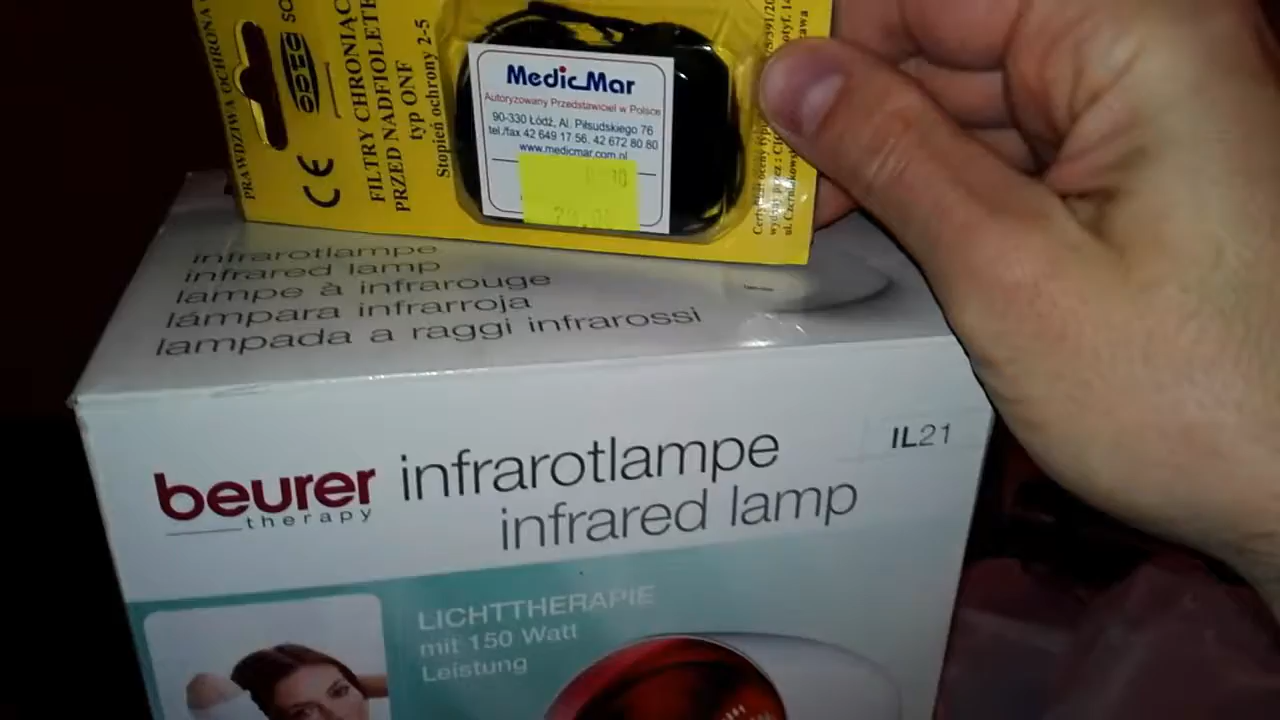 PRAWDZIWA OCHRONA
CE
FILTRY CHRONIĄC
PRZED NADFIOLETE
typ ONF
Stopień ochrony 2-5
MedicMar
Autoryzowany Przedstawiciel w Polsce
90-330 Łódź, Al. Piłsudskiego 76
tel./fax 42 649 17 56, 42 672 80 80
www.medicmar.com.pl
infrarotlampe
infrared lamp
lampe à infrarouge
lámpara infrarroja
lampada a raggi infrarossi
beurer
therapy
infrarotlampe
infrared lamp
IL21
LICHTTHERAPIE
mit 150 Watt
Leistung